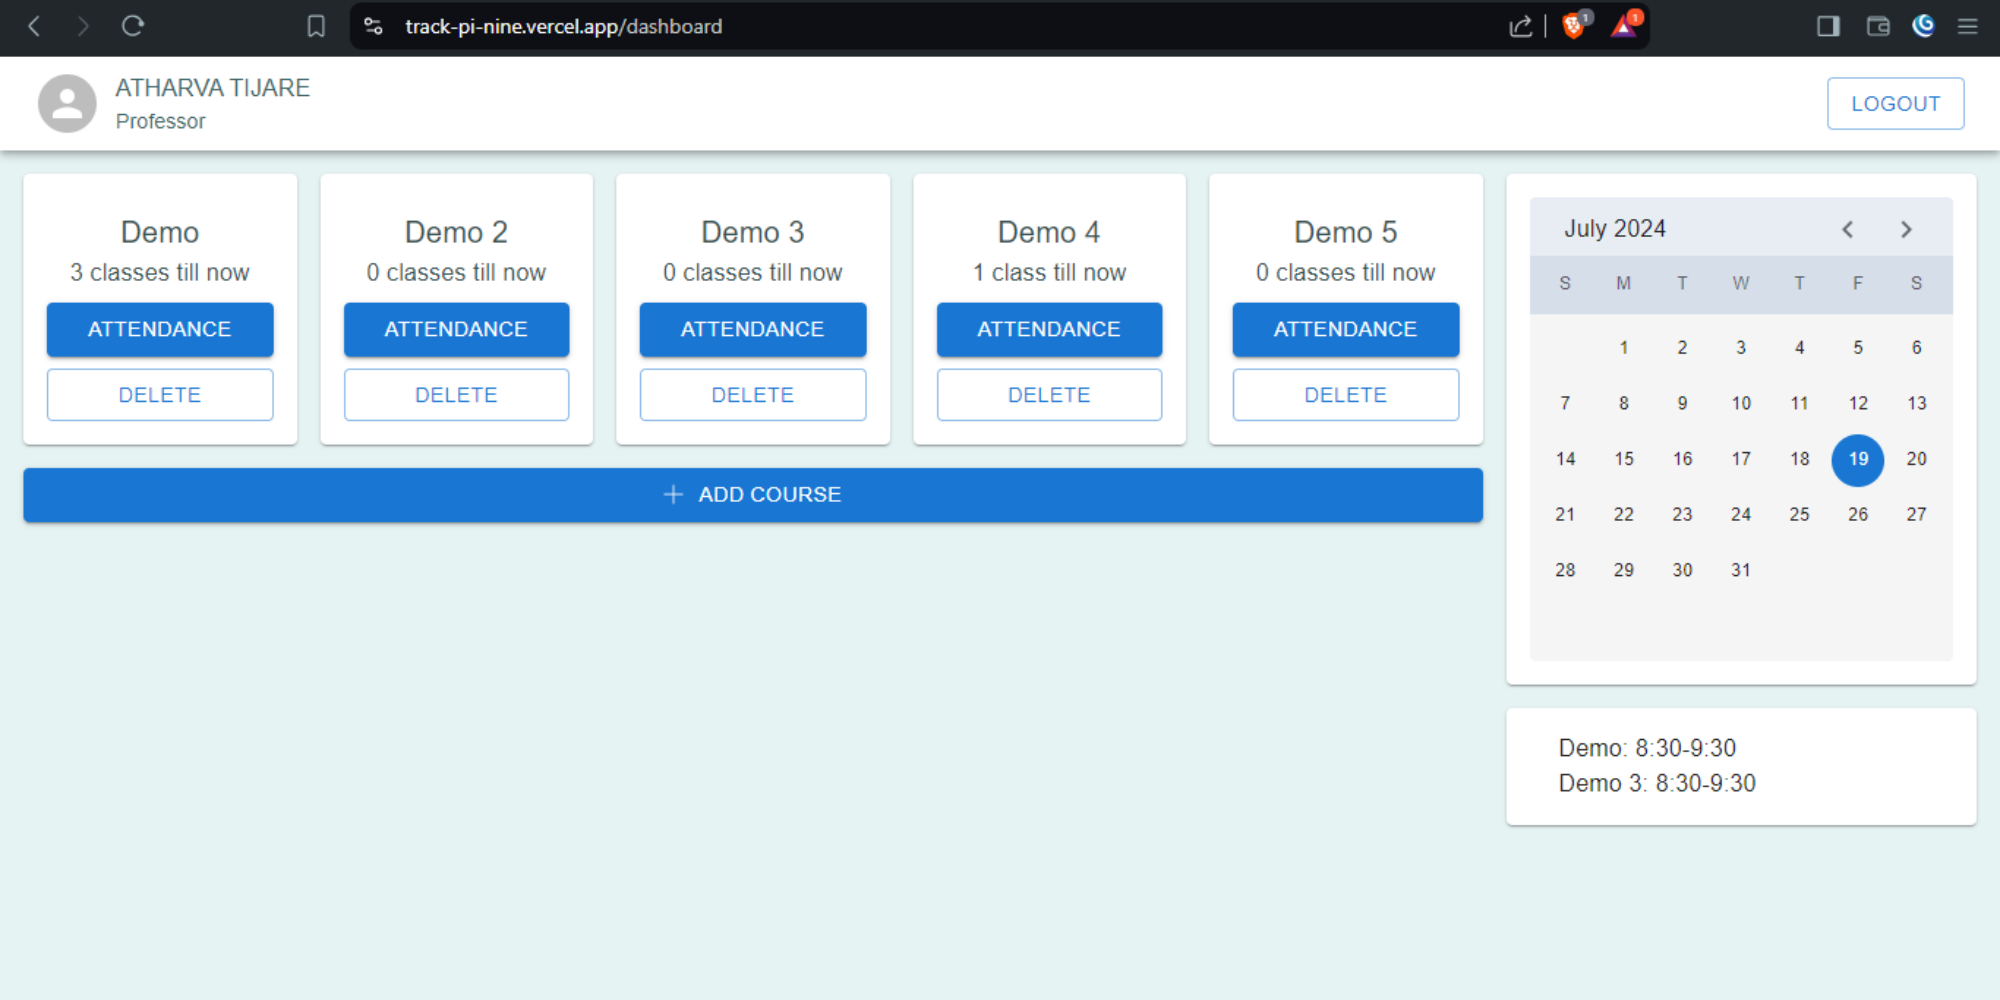 track-pi-nine.vercel.app/dashboard
1
1
ATHARVA TIJARE
Professor
LOGOUT
Demo
3 classes till now
ATTENDANCE
DELETE
Demo 2
0 classes till now
ATTENDANCE
DELETE
Demo 3
0 classes till now
ATTENDANCE
DELETE
Demo 4
1 class till now
ATTENDANCE
DELETE
Demo 5
0 classes till now
ATTENDANCE
DELETE
+ ADD COURSE
July 2024
S M T W T F S
1 2 3 4 5 6
7 8 9 10 11 12 13
14 15 16 17 18 19 20
21 22 23 24 25 26 27
28 29 30 31
Demo: 8:30-9:30
Demo 3: 8:30-9:30